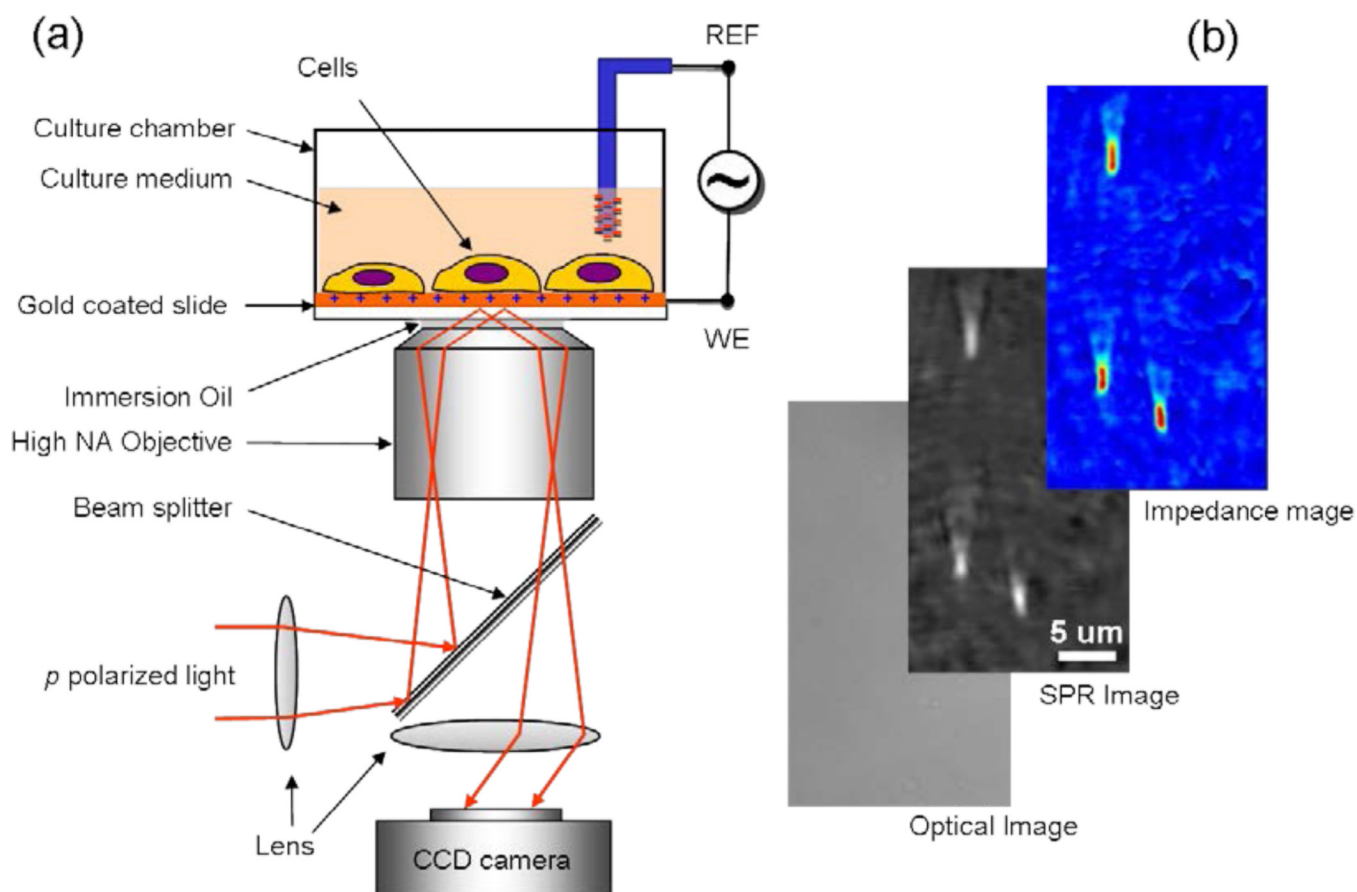 (a)
REF
(b)
Cells
Culture chamber
Culture medium
Gold coated slide
+ + + + + + + + + + + +
WE
Immersion Oil
High NA Objective
Beam splitter
Impedance mage
5 um
p polarized light
SPR Image
Optical Image
Lens
CCD camera